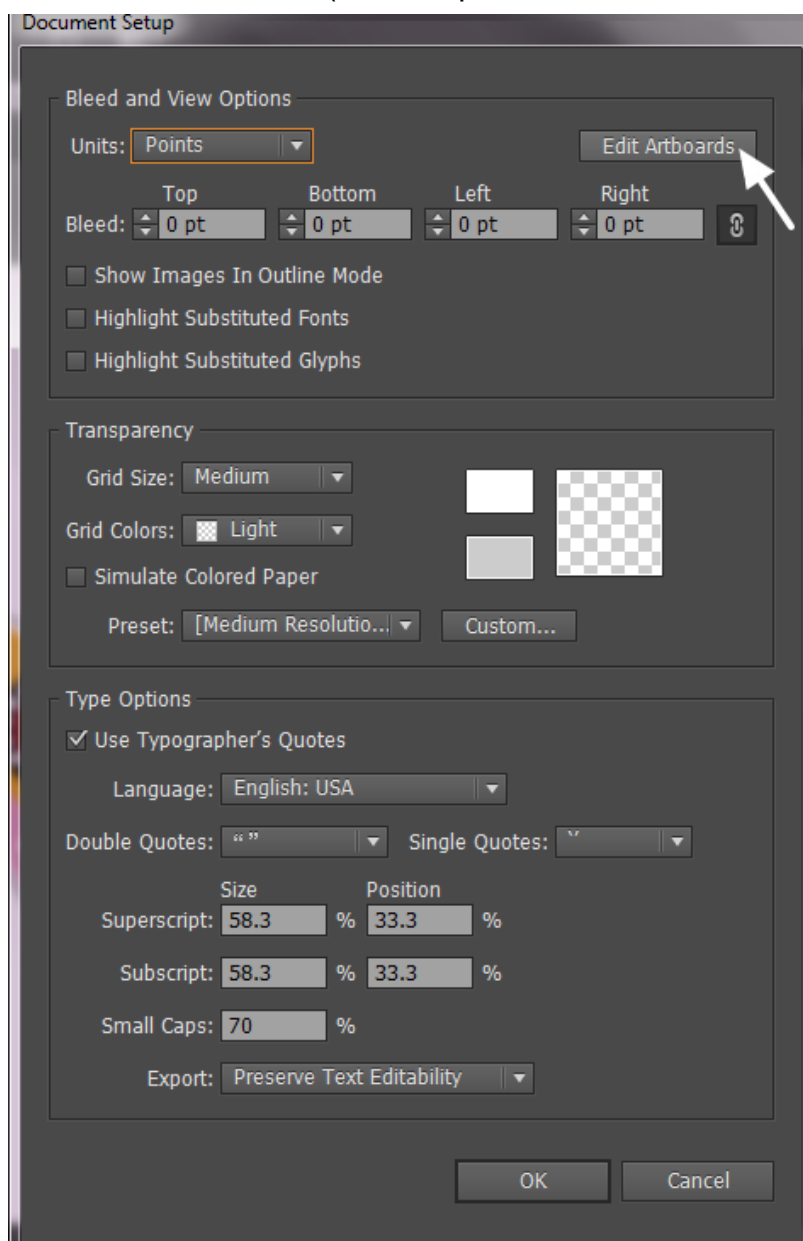 Document Setup
Bleed and View Options
Units: Points Edit Artboards
Top Bottom Left Right
Bleed: 0 pt 0 pt 0 pt 0 pt
Show Images In Outline Mode
Highlight Substituted Fonts
Highlight Substituted Glyphs
Transparency
Grid Size: Medium
Grid Colors: Light
Simulate Colored Paper
Preset: [Medium Resolutio... Custom...
Type Options
Use Typographer's Quotes
Language: English: USA
Double Quotes: “ ” Single Quotes: ‘’
Size Position
Superscript: 58.3 % 33.3 %
Subscript: 58.3 % 33.3 %
Small Caps: 70 %
Export: Preserve Text Editability
OK Cancel